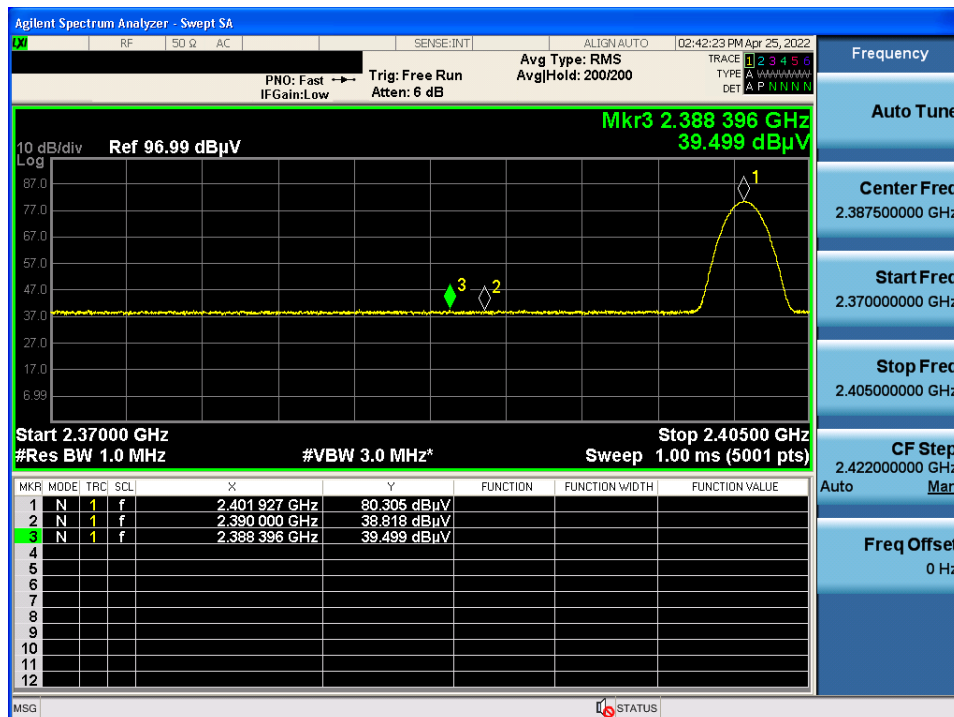 Agilent Spectrum Analyzer - Swept SA
LXI RF 50 Ω AC SENSE:INT ALIGN AUTO 02:42:23 PM Apr 25, 2022
PNO: Fast Trig: Free Run Avg Type: RMS TRACE 1 2 3 4 5 6
IFGain:Low Atten: 6 dB Avg|Hold: 200/200 TYPE A WWWWW
DET A P N N N N
Mkr3 2.388 396 GHz
39.499 dBµV
10 dB/div Ref 96.99 dBµV
Log
87.0
77.0
67.0
57.0
47.0
37.0
27.0
17.0
6.99
1
3
2
Start 2.37000 GHz Stop 2.40500 GHz
#Res BW 1.0 MHz #VBW 3.0 MHz* Sweep 1.00 ms (5001 pts)
MKR MODE TRC SCL X Y FUNCTION FUNCTION WIDTH FUNCTION VALUE
1 N 1 f 2.401 927 GHz 80.305 dBµV
2 N 1 f 2.390 000 GHz 38.818 dBµV
3 N 1 f 2.388 396 GHz 39.499 dBµV
4
5
6
7
8
9
10
11
12
MSG STATUS
Frequency
Auto Tune
Center Freq
2.387500000 GHz
Start Freq
2.370000000 GHz
Stop Freq
2.405000000 GHz
CF Step
2.422000000 GHz
Auto Man
Freq Offset
0 Hz